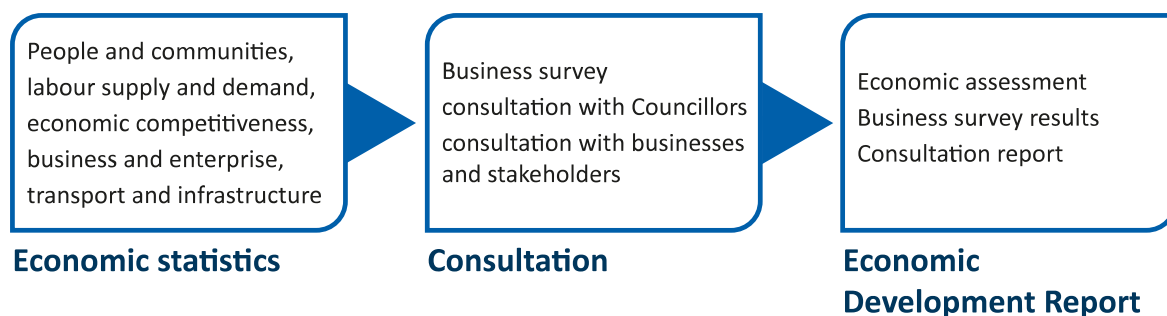 People and communities,
labour supply and demand,
economic competitiveness,
business and enterprise,
transport and infrastructure
Economic statistics
Business survey
consultation with Councillors
consultation with businesses
and stakeholders
Consultation
Economic assessment
Business survey results
Consultation report
Economic
Development Report